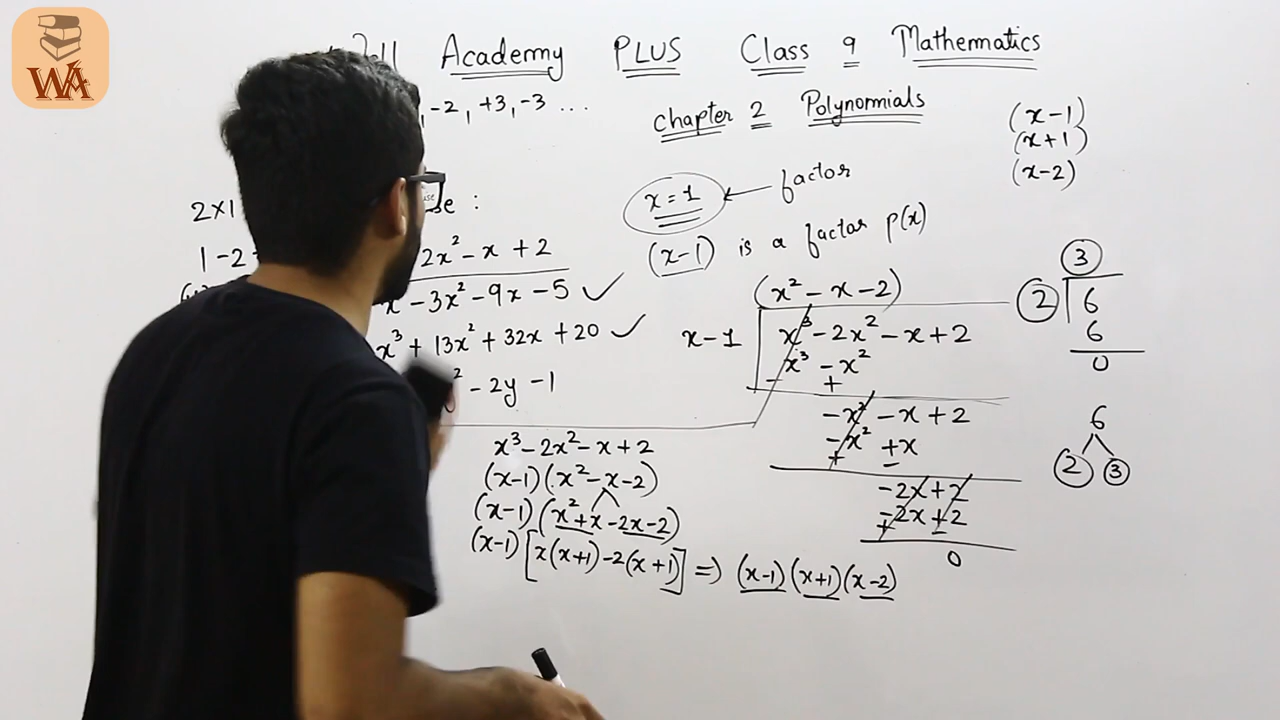 WA
Academy PLUS Class 9 Mathematics
, -2, +3, -3 ...
chapter 2 Polynomials
(x-1)
(x+1)
(x-2)
x = 1 ← factor
2x1
:
1 - 2
2x² - x + 2
(x-1) is a factor p(x)
- 3x² - 9x - 5 ✓
x³ + 13x² + 32x + 20 ✓
² - 2y - 1
(x² - x - 2)
x - 1 x³ - 2x² - x + 2
x³ - x²
- +
-x² - x + 2
-x² + x
+ -
-2x + 2
-2x + 2
+ -
0
3
2 6
6
0
6
2 3
x³ - 2x² - x + 2
(x-1)(x² - x - 2)
(x-1)(x² + x - 2x - 2)
(x-1)[x(x+1) - 2(x+1)] ⇒ (x-1)(x+1)(x-2)